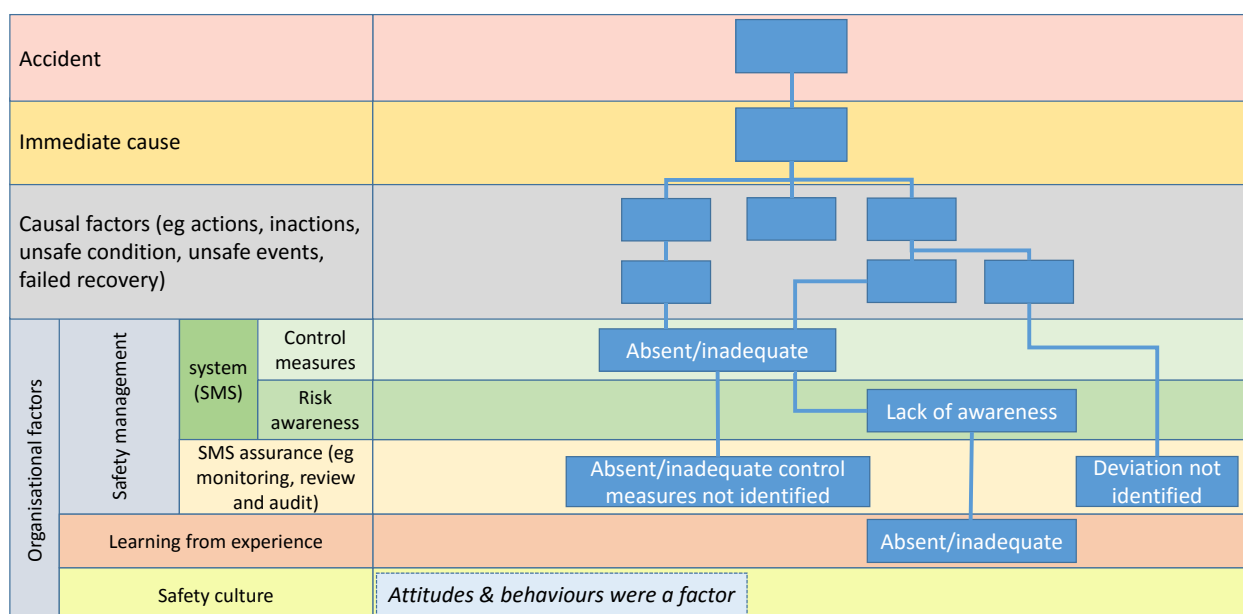 Accident
Immediate cause
Causal factors (eg actions, inactions,
unsafe condition, unsafe events,
failed recovery)
Organisational factors
Safety management
system
(SMS)
Control
measures
Absent/inadequate
Risk
awareness
Lack of awareness
SMS assurance (eg
monitoring, review
and audit)
Absent/inadequate control
measures not identified
Deviation not
identified
Learning from experience
Absent/inadequate
Safety culture
Attitudes & behaviours were a factor